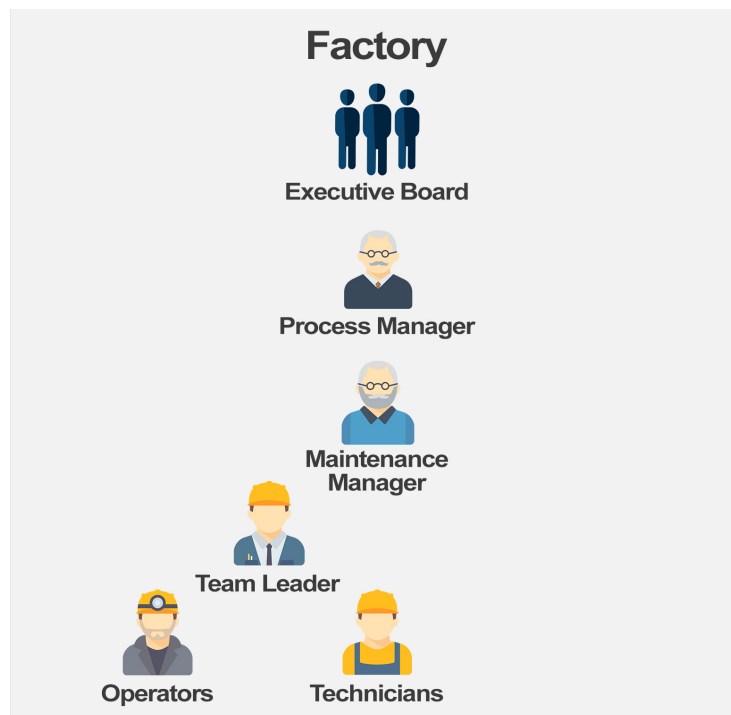 Factory
Executive Board
Process Manager
Maintenance
Manager
Team Leader
Operators
Technicians